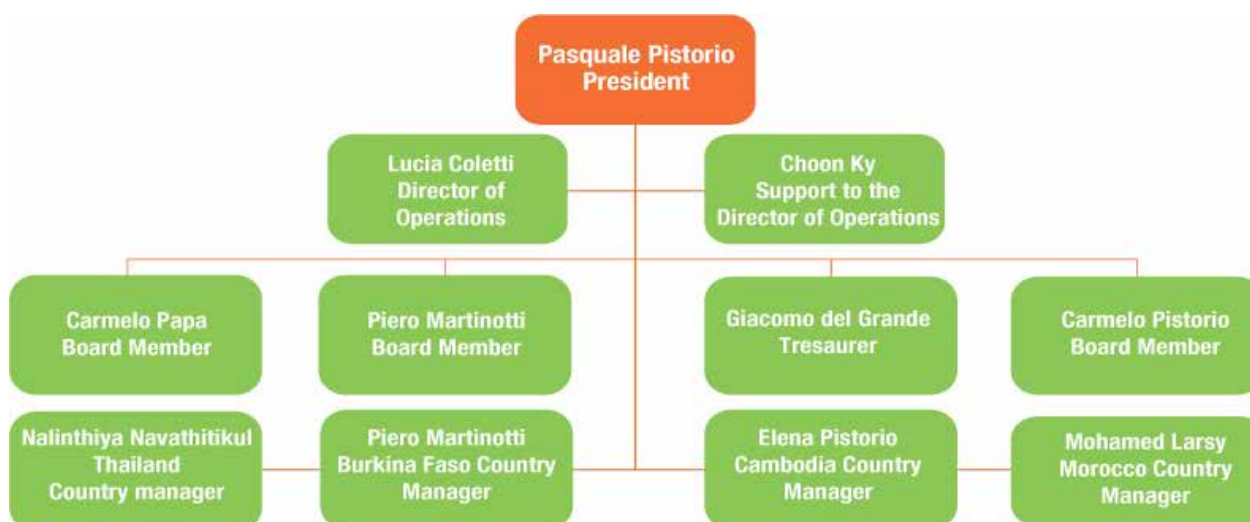 Pasquale Pistorio
President
Lucia Coletti
Director of
Operations
Choon Ky
Support to the
Director of Operations
Carmelo Papa
Board Member
Piero Martinotti
Board Member
Giacomo del Grande
Tresaurer
Carmelo Pistorio
Board Member
Nalinthiya Navathitikul
Thailand
Country manager
Piero Martinotti
Burkina Faso Country
Manager
Elena Pistorio
Cambodia Country
Manager
Mohamed Larsy
Morocco Country
Manager